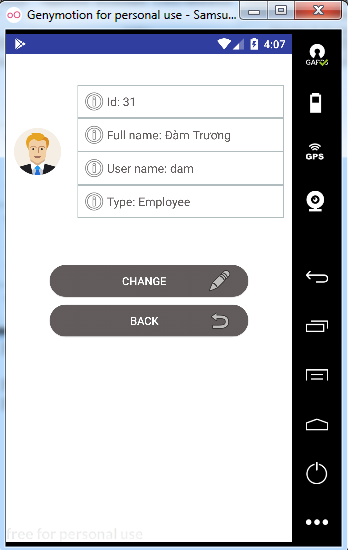 Genymotion for personal use - Samsu...
4:07
GAPPS
Id: 31
Full name: Đàm Trương
User name: dam
GPS
Type: Employee
CHANGE
BACK
free for personal use